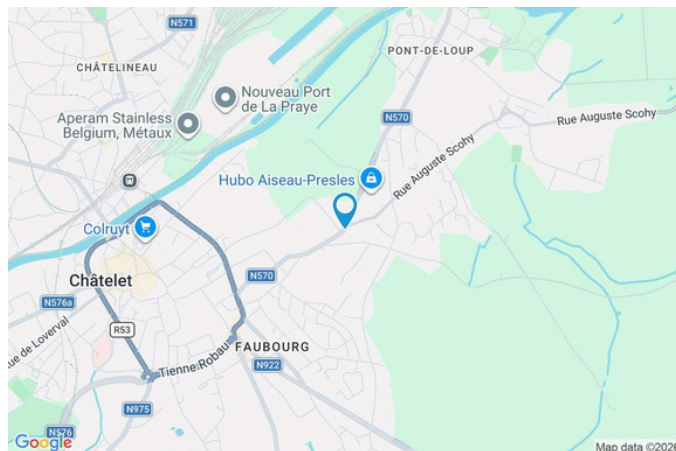 N571
CHÂTELINEAU
PONT-DE-LOUP
Nouveau Port
de La Praye
Aperam Stainless
Belgium, Métaux
N570
Rue Auguste Scohy
Rue Auguste Scohy
Hubo Aiseau-Presles
Colruyt
Châtelet
N570
N576a
R53
Rue de Loverval
Tienne Robau
FAUBOURG
N922
N975
N576
Google
Map data ©2026